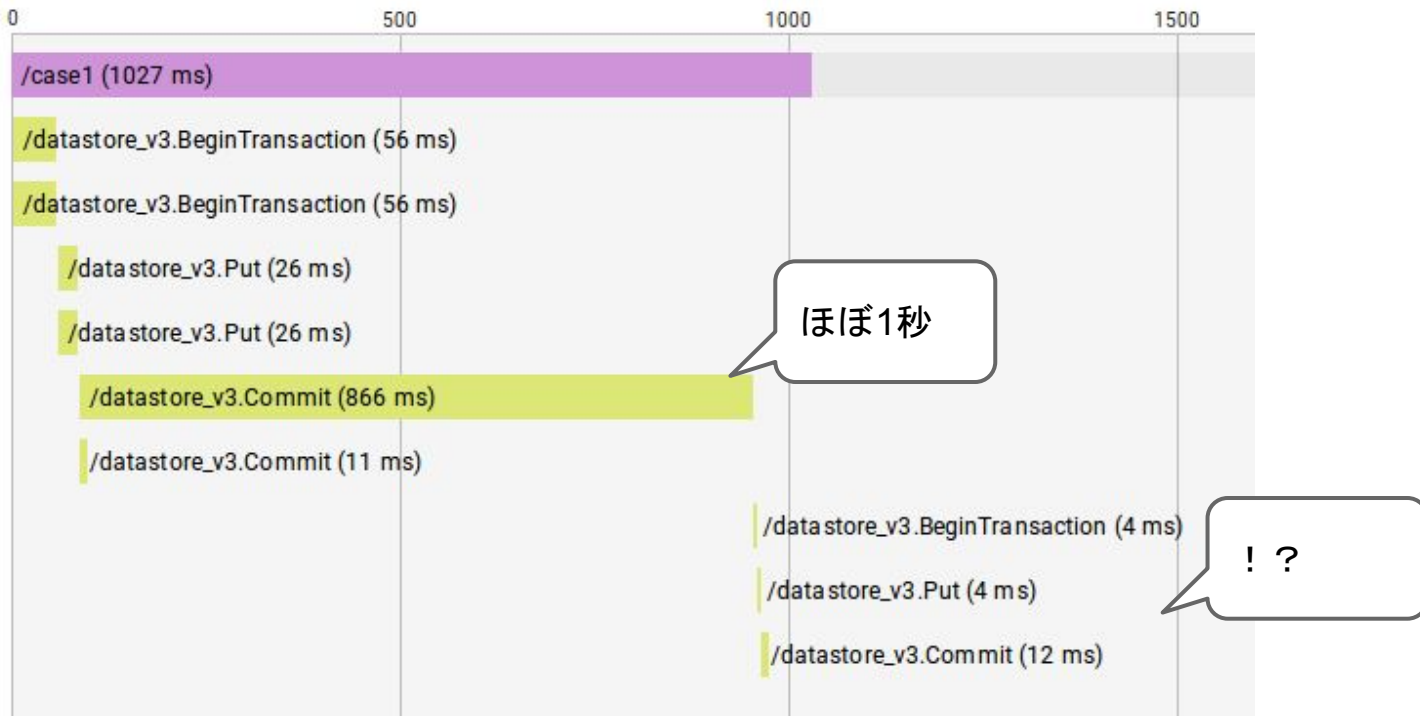 0 500 1000 1500
/case1 (1027 ms)
/datastore_v3.BeginTransaction (56 ms)
/datastore_v3.BeginTransaction (56 ms)
/datastore_v3.Put (26 ms)
/datastore_v3.Put (26 ms)
ほぼ1秒
/datastore_v3.Commit (866 ms)
/datastore_v3.Commit (11 ms)
/datastore_v3.BeginTransaction (4 ms)
！？
/datastore_v3.Put (4 ms)
/datastore_v3.Commit (12 ms)